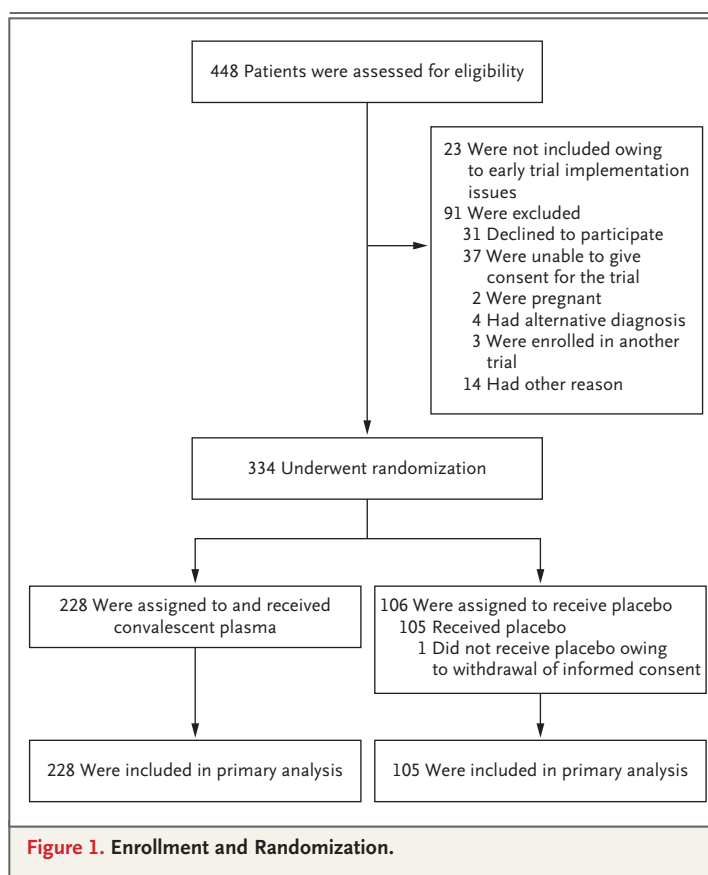 448 Patients were assessed for eligibility
23 Were not included owing
to early trial implementation
issues
91 Were excluded
31 Declined to participate
37 Were unable to give
consent for the trial
2 Were pregnant
4 Had alternative diagnosis
3 Were enrolled in another
trial
14 Had other reason
334 Underwent randomization
228 Were assigned to and received
convalescent plasma
106 Were assigned to receive placebo
105 Received placebo
1 Did not receive placebo owing
to withdrawal of informed consent
228 Were included in primary analysis
105 Were included in primary analysis
Figure 1. Enrollment and Randomization.